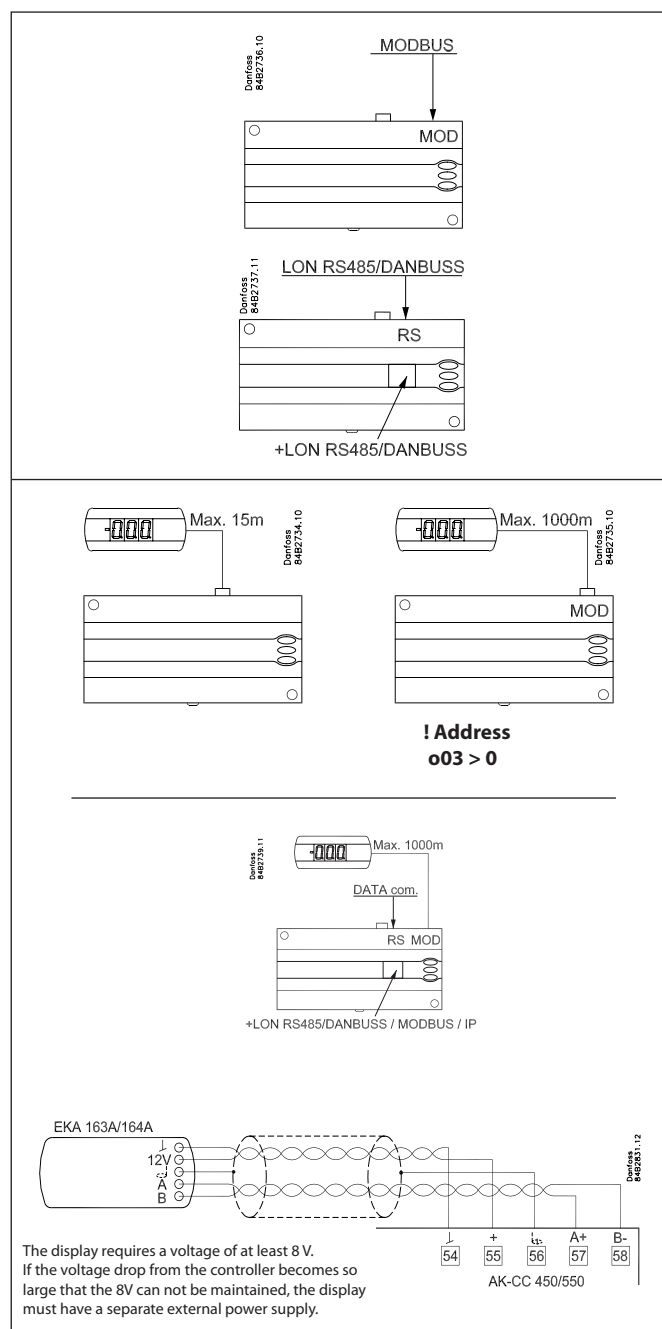 Danfoss
84B2736.10
MODBUS
MOD
Danfoss
84B2737.11
LON RS485/DANBUSS
RS
+LON RS485/DANBUSS
Max. 15m
Danfoss
84B2734.10
Max. 1000m
Danfoss
84B2735.10
MOD
! Address
o03 > 0
Danfoss
84B2739.11
Max. 1000m
DATA com.
RS MOD
+LON RS485/DANBUSS / MODBUS / IP
EKA 163A/164A
12V
A
B
Danfoss
84B2831.12
+ A+ B-
54 55 56 57 58
AK-CC 450/550
The display requires a voltage of at least 8 V.
If the voltage drop from the controller becomes so
large that the 8V can not be maintained, the display
must have a separate external power supply.